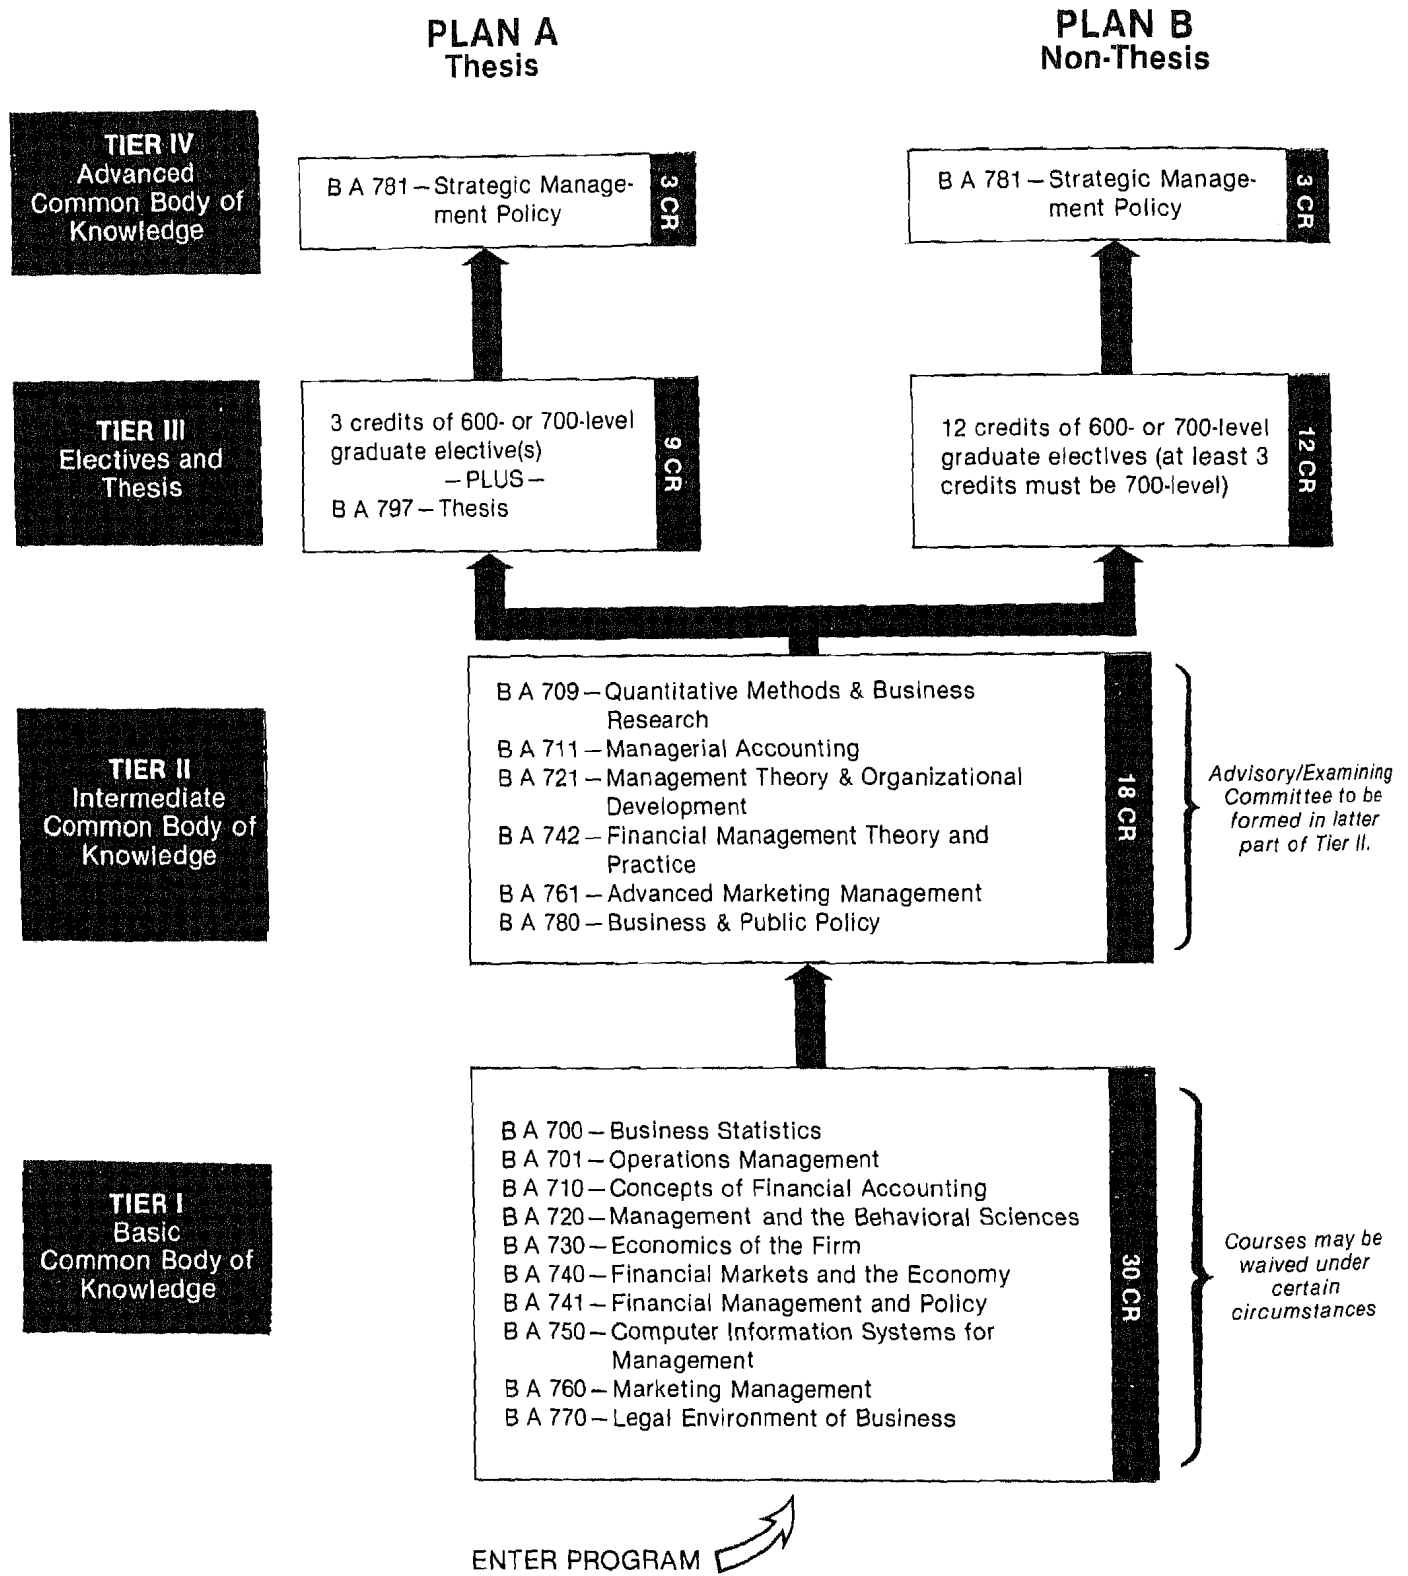 PLAN A
Thesis
PLAN B
Non-Thesis
TIER IV
Advanced
Common Body of
Knowledge
B A 781—Strategic Manage-
ment Policy
3 CR
B A 781—Strategic Manage-
ment Policy
3 CR
TIER III
Electives and
Thesis
3 credits of 600- or 700-level
graduate elective(s)
—PLUS—
B A 797—Thesis
9 CR
12 credits of 600- or 700-level
graduate electives (at least 3
credits must be 700-level)
12 CR
TIER II
Intermediate
Common Body of
Knowledge
B A 709—Quantitative Methods & Business
Research
B A 711—Managerial Accounting
B A 721—Management Theory & Organizational
Development
B A 742—Financial Management Theory and
Practice
B A 761—Advanced Marketing Management
B A 780—Business & Public Policy
18 CR
Advisory/Examining
Committee to be
formed in latter
part of Tier II.
TIER I
Basic
Common Body of
Knowledge
B A 700—Business Statistics
B A 701—Operations Management
B A 710—Concepts of Financial Accounting
B A 720—Management and the Behavioral Sciences
B A 730—Economics of the Firm
B A 740—Financial Markets and the Economy
B A 741—Financial Management and Policy
B A 750—Computer Information Systems for
Management
B A 760—Marketing Management
B A 770—Legal Environment of Business
30 CR
Courses may be
waived under
certain
circumstances
ENTER PROGRAM